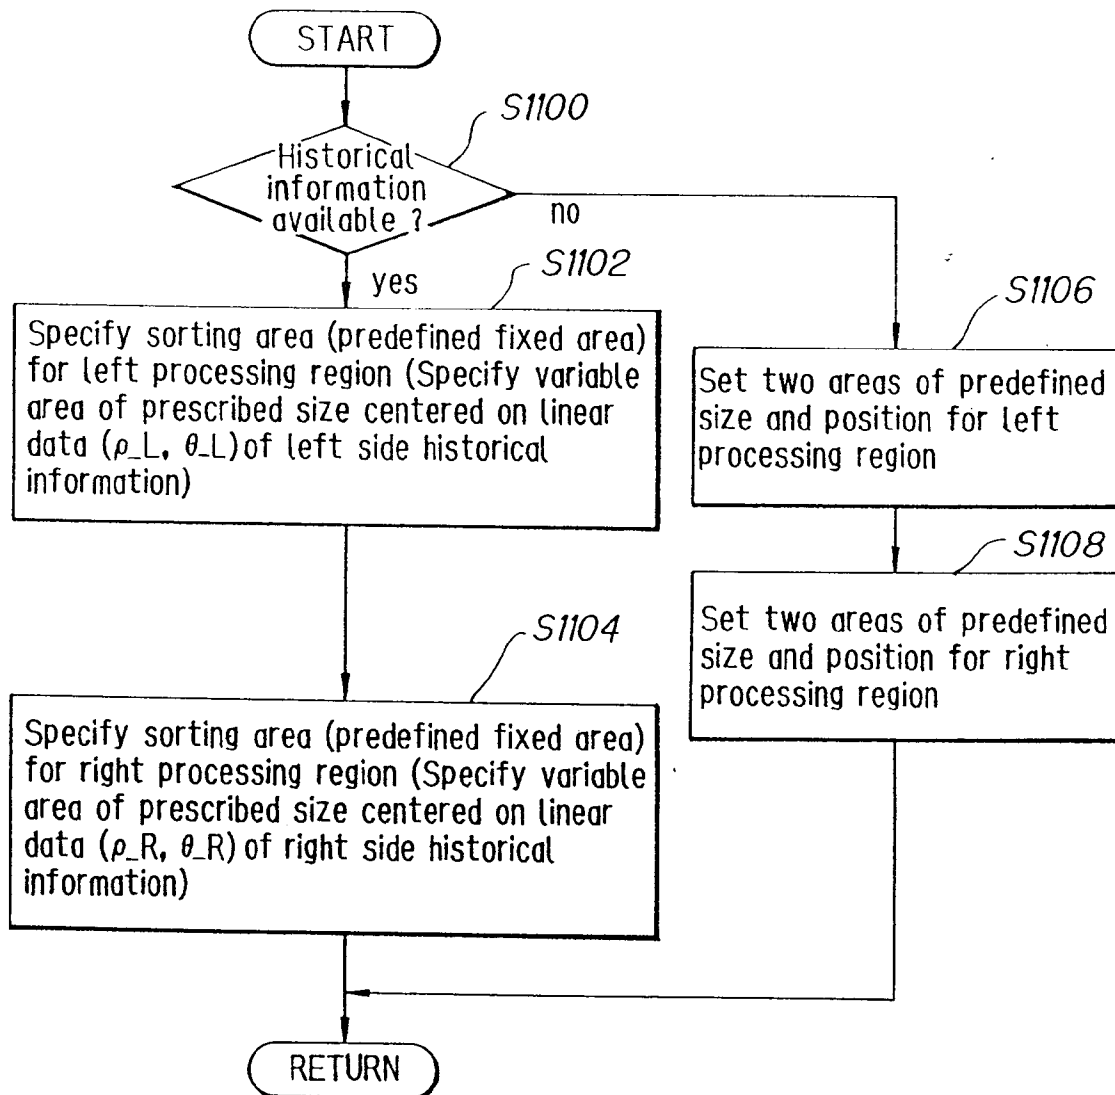 START
S1100
Historical
information
available ?
no
yes
S1102
Specify sorting area (predefined fixed area)
for left processing region (Specify variable
area of prescribed size centered on linear
data (ρ_L, θ_L) of left side historical
information)
S1104
Specify sorting area (predefined fixed area)
for right processing region (Specify variable
area of prescribed size centered on linear
data (ρ_R, θ_R) of right side historical
information)
S1106
Set two areas of predefined
size and position for left
processing region
S1108
Set two areas of predefined
size and position for right
processing region
RETURN